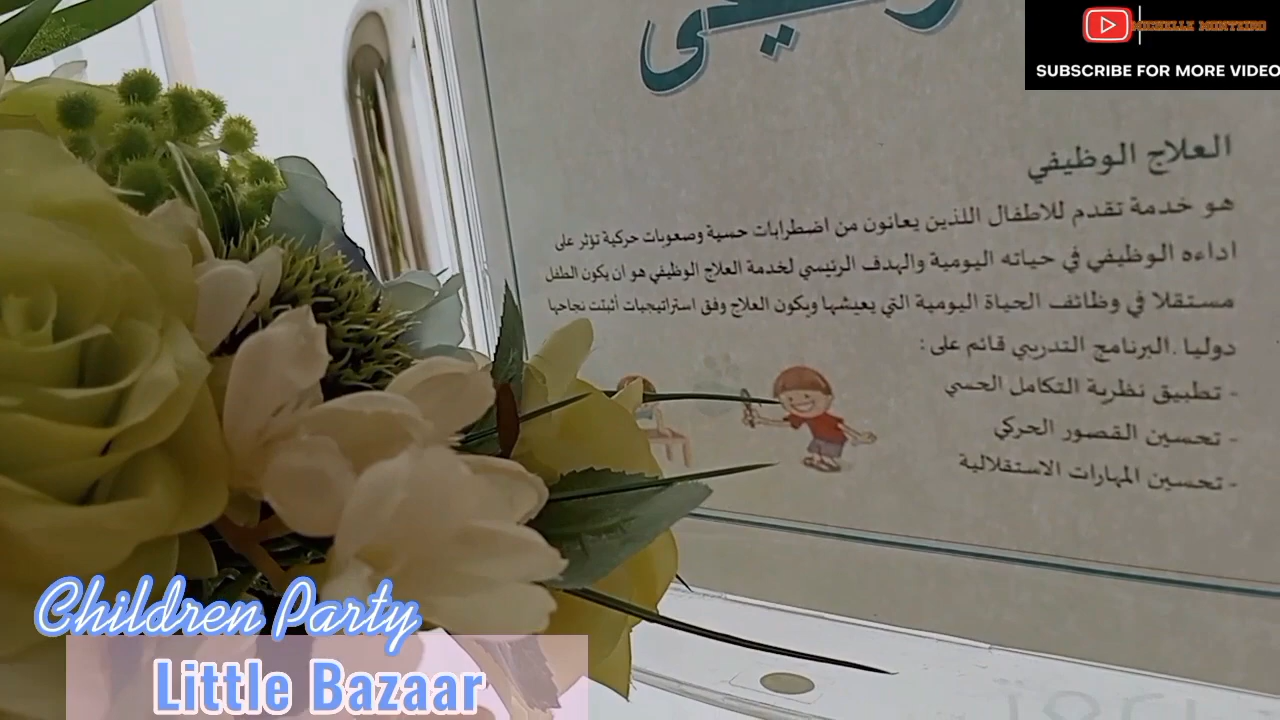 SUBSCRIBE FOR MORE VIDEO
العلاج الوظيفي
هو خدمة تقدم للاطفال اللذين يعانون من اضطرابات حسية وصعوبات حركية تؤثر على
اداءه الوظيفي في حياته اليومية والهدف الرئيسي لخدمة العلاج الوظيفي هو ان يكون الطفل
مستقلا في وظائف الحياة اليومية التي يعيشها ويكون العلاج وفق استراتيجيات أثبتت نجاحها
دوليا .البرنامج التدريبي قائم على :
- تطبيق نظرية التكامل الحسي
- تحسين القصور الحركي
- تحسين المهارات الاستقلالية
Children Party
Little Bazaar